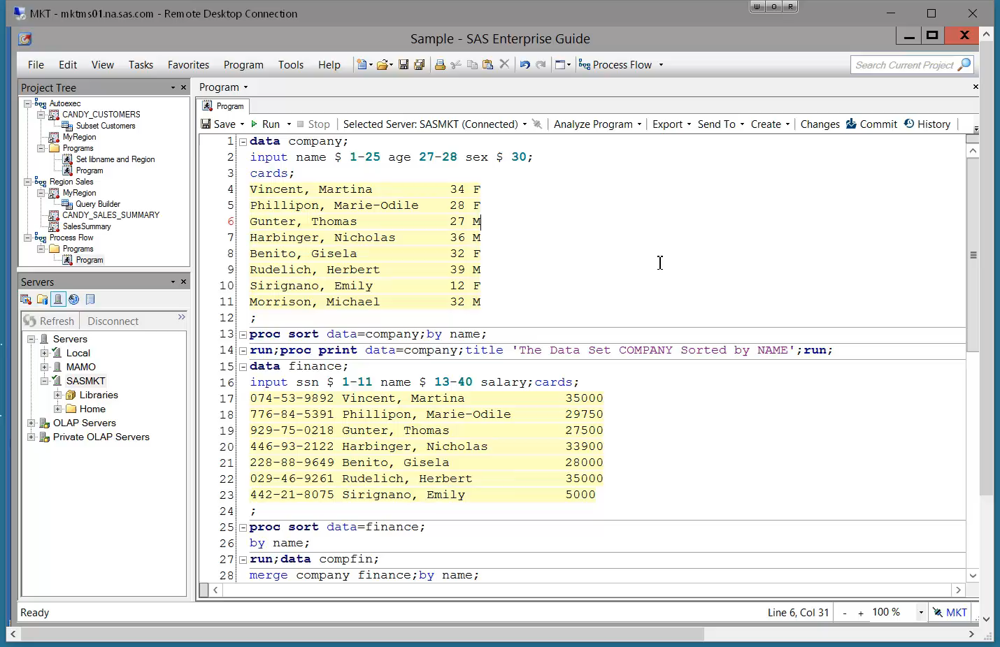 MKT - mktms01.na.sas.com - Remote Desktop Connection
W O R
Sample - SAS Enterprise Guide
File Edit View Tasks Favorites Program Tools Help Process Flow Search Current Project
Project Tree
Autoexec
CANDY_CUSTOMERS
Subset Customers
MyRegion
Programs
Set libname and Region
Program
Region Sales
MyRegion
Query Builder
CANDY_SALES_SUMMARY
SalesSummary
Process Flow
Programs
Program
Servers
Refresh Disconnect
Servers
Local
MAMO
SASMKT
Libraries
Home
OLAP Servers
Private OLAP Servers
Program
Program
Save Run Stop Selected Server: SASMKT (Connected) Analyze Program Export Send To Create Changes Commit History
1 data company;
2 input name $ 1-25 age 27-28 sex $ 30;
3 cards;
4 Vincent, Martina 34 F
5 Phillipon, Marie-Odile 28 F
6 Gunter, Thomas 27 M
7 Harbinger, Nicholas 36 M
8 Benito, Gisela 32 F
9 Rudelich, Herbert 39 M
10 Sirignano, Emily 12 F
11 Morrison, Michael 32 M
12 ;
13 proc sort data=company;by name;
14 run;proc print data=company;title 'The Data Set COMPANY Sorted by NAME';run;
15 data finance;
16 input ssn $ 1-11 name $ 13-40 salary;cards;
17 074-53-9892 Vincent, Martina 35000
18 776-84-5391 Phillipon, Marie-Odile 29750
19 929-75-0218 Gunter, Thomas 27500
20 446-93-2122 Harbinger, Nicholas 33900
21 228-88-9649 Benito, Gisela 28000
22 029-46-9261 Rudelich, Herbert 35000
23 442-21-8075 Sirignano, Emily 5000
24 ;
25 proc sort data=finance;
26 by name;
27 run;data compfin;
28 merge company finance;by name;
Ready Line 6, Col 31 - + 100 % MKT